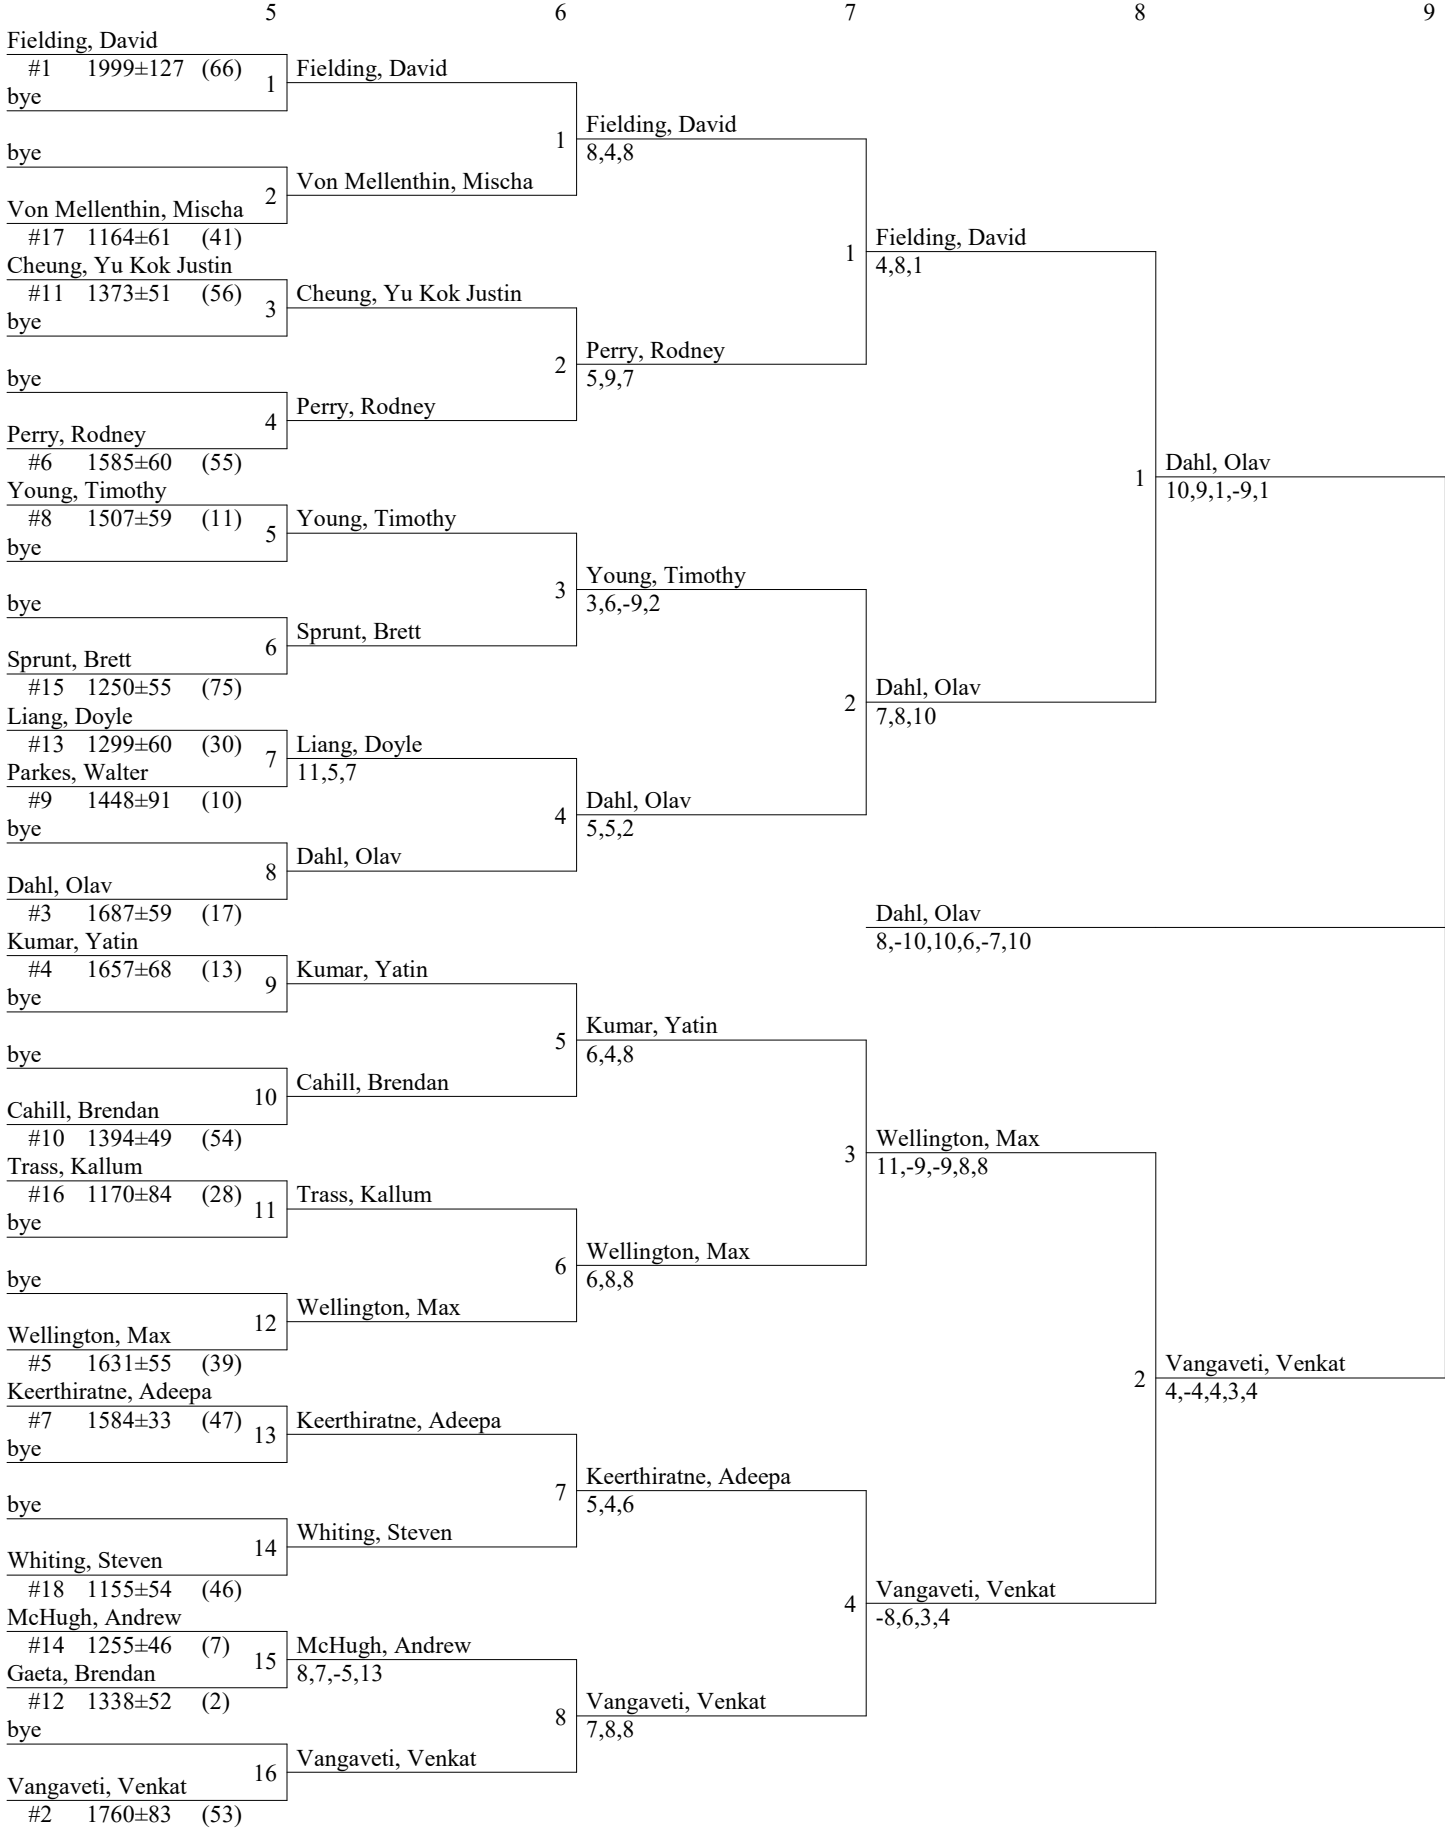 5 6 7 8 9
Fielding, David
#1 1999±127 (66)
bye
1
Fielding, David
bye
2
Von Mellenthin, Mischa
Von Mellenthin, Mischa
#17 1164±61 (41)
1
Fielding, David
8,4,8
Cheung, Yu Kok Justin
#11 1373±51 (56)
bye
3
Cheung, Yu Kok Justin
bye
4
Perry, Rodney
Perry, Rodney
#6 1585±60 (55)
2
Perry, Rodney
5,9,7
1
Fielding, David
4,8,1
Young, Timothy
#8 1507±59 (11)
bye
5
Young, Timothy
bye
6
Sprunt, Brett
Sprunt, Brett
#15 1250±55 (75)
3
Young, Timothy
3,6,-9,2
Liang, Doyle
#13 1299±60 (30)
Parkes, Walter
#9 1448±91 (10)
7
Liang, Doyle
11,5,7
bye
8
Dahl, Olav
Dahl, Olav
#3 1687±59 (17)
4
Dahl, Olav
5,5,2
2
Dahl, Olav
7,8,10
1
Dahl, Olav
10,9,1,-9,1
Dahl, Olav
8,-10,10,6,-7,10
Kumar, Yatin
#4 1657±68 (13)
bye
9
Kumar, Yatin
bye
10
Cahill, Brendan
Cahill, Brendan
#10 1394±49 (54)
5
Kumar, Yatin
6,4,8
Trass, Kallum
#16 1170±84 (28)
bye
11
Trass, Kallum
bye
12
Wellington, Max
Wellington, Max
#5 1631±55 (39)
6
Wellington, Max
6,8,8
3
Wellington, Max
11,-9,-9,8,8
Keerthiratne, Adeepa
#7 1584±33 (47)
bye
13
Keerthiratne, Adeepa
bye
14
Whiting, Steven
Whiting, Steven
#18 1155±54 (46)
7
Keerthiratne, Adeepa
5,4,6
McHugh, Andrew
#14 1255±46 (7)
Gaeta, Brendan
#12 1338±52 (2)
15
McHugh, Andrew
8,7,-5,13
bye
16
Vangaveti, Venkat
Vangaveti, Venkat
#2 1760±83 (53)
8
Vangaveti, Venkat
7,8,8
4
Vangaveti, Venkat
-8,6,3,4
2
Vangaveti, Venkat
4,-4,4,3,4